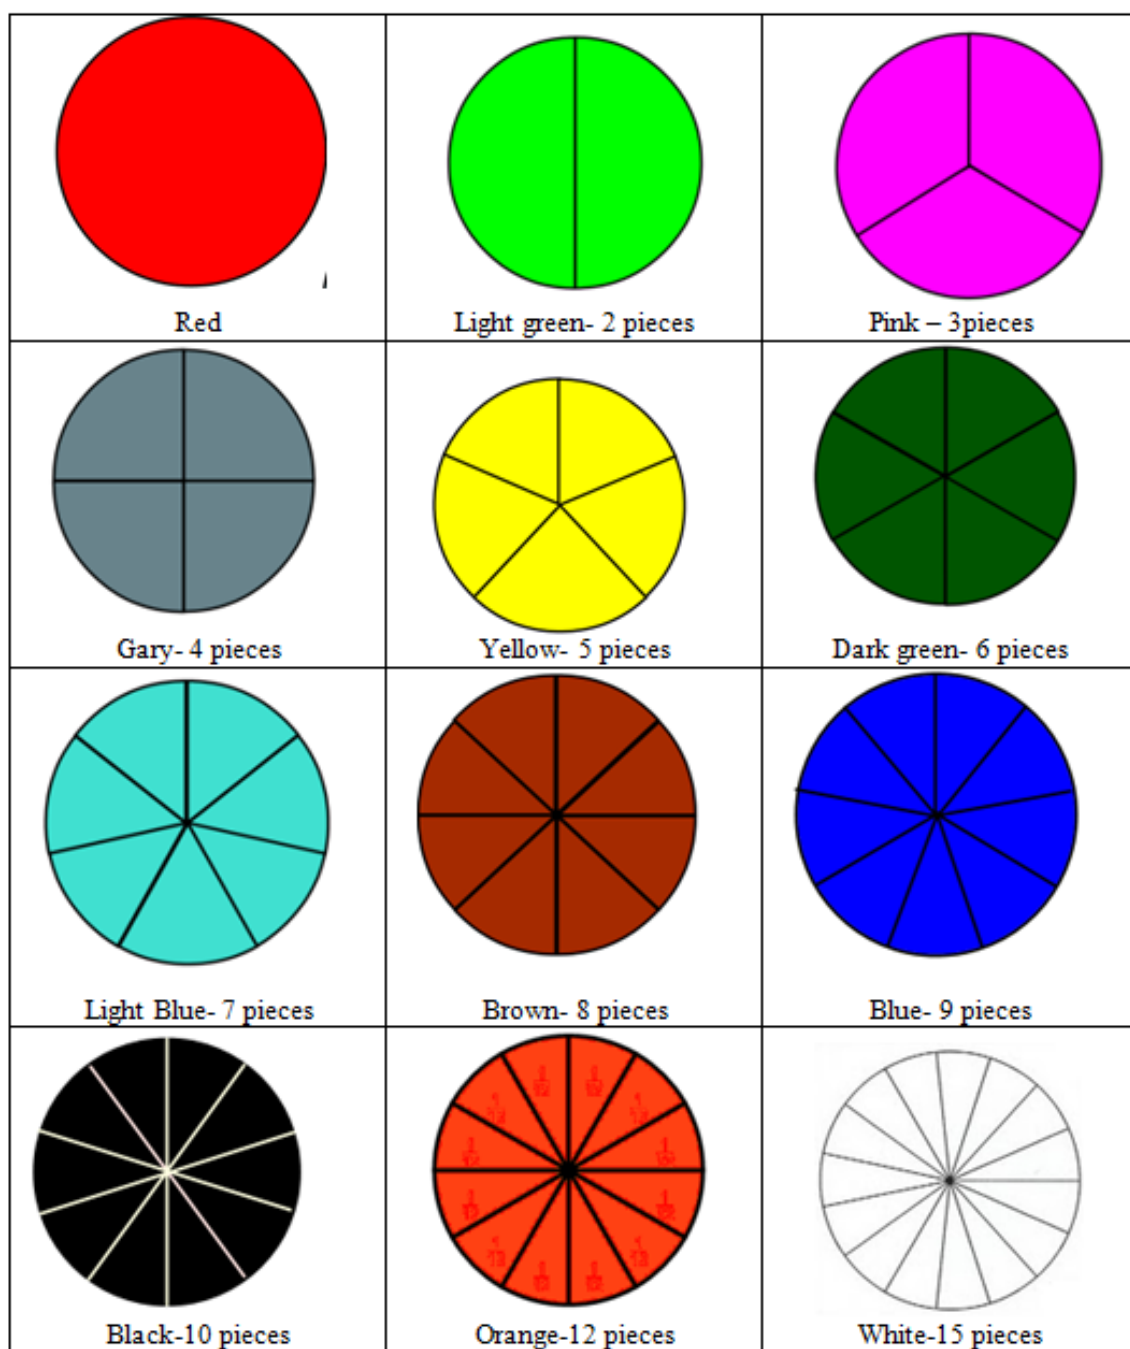 Red
Light green- 2 pieces
Pink – 3pieces
Gary- 4 pieces
Yellow- 5 pieces
Dark green- 6 pieces
Light Blue- 7 pieces
Brown- 8 pieces
Blue- 9 pieces
Black-10 pieces
Orange-12 pieces
White-15 pieces